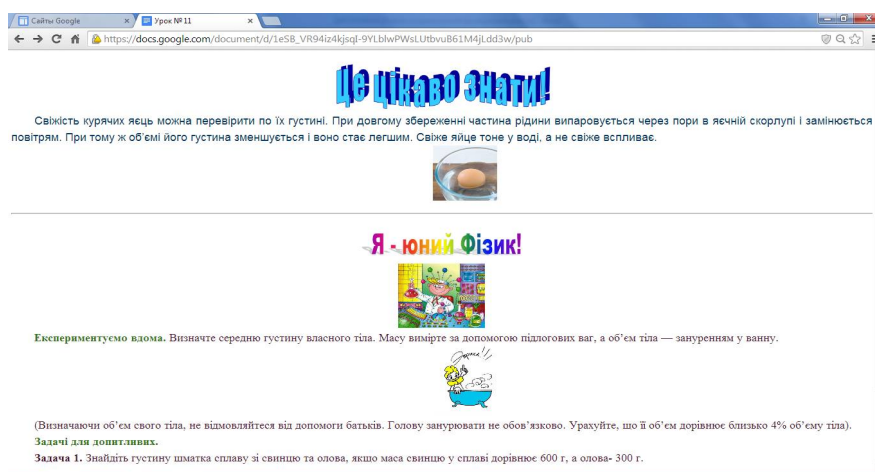 Сайты Google
Урок № 11
https://docs.google.com/document/d/1eSB_VR94iz4kjsqI-9YLblwPWsLUtbvuB61M4jLdd3w/pub
Це цікаво знати!
Свіжість курячих яєць можна перевірити по їх густині. При довгому збереженні частина рідини випаровується через пори в яєчній скорлупі і замінюється
повітрям. При тому ж об'ємі його густина зменшується і воно стає легшим. Свіже яйце тоне у воді, а не свіже вспливає.
Я - юний Фізик!
Експериментуємо вдома. Визначте середню густину власного тіла. Масу виміряйте за допомогою підлогових ваг, а об'єм тіла — зануренням у ванну.
(Визначаючи об'єм свого тіла, не відмовляйтеся від допомоги батьків. Голову занурювати не обов'язково. Урахуйте, що її об'єм дорівнює близько 4% об'єму тіла).
Задачі для допитливих.
Задача 1. Знайдіть густину шматка сплаву зі свинцю та олова, якшо маса свинцю у сплаві дорівнює 600 г, а олова- 300 г.